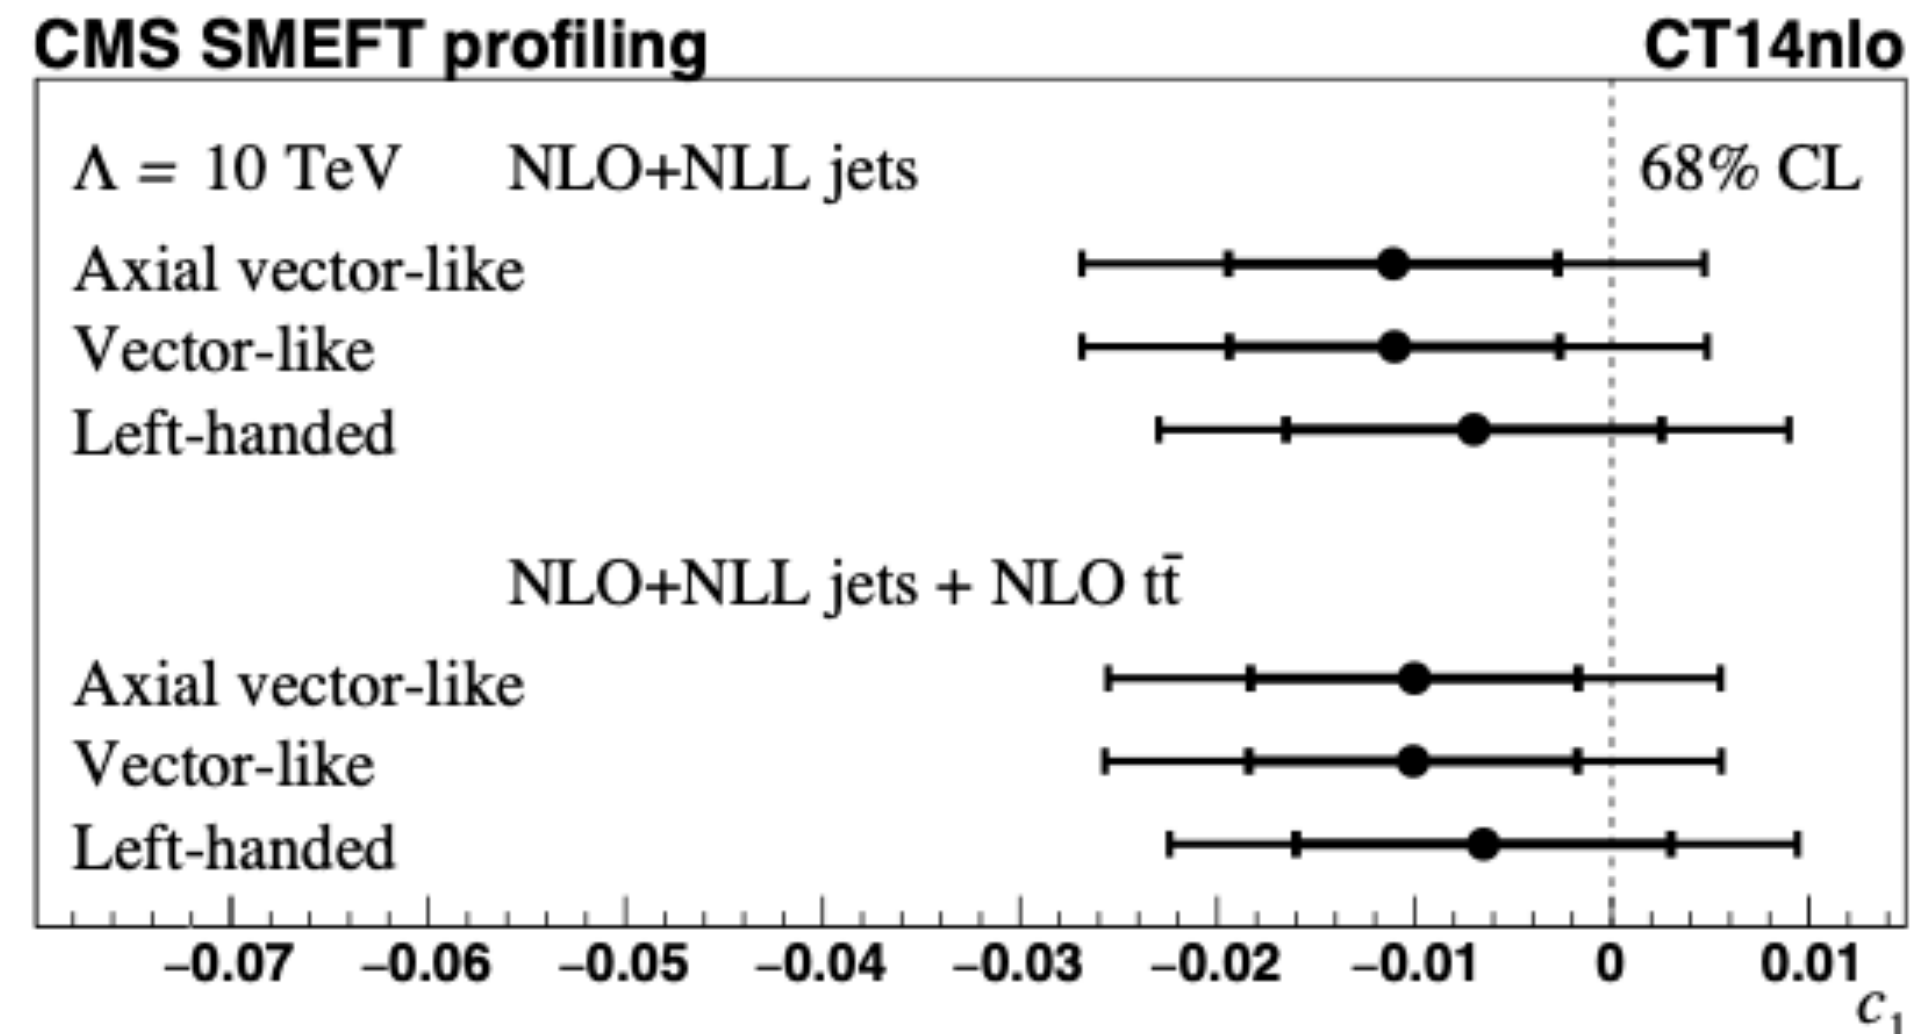 CMS SMEFT profiling CT14nlo
Λ = 10 TeV NLO+NLL jets 68% CL
Axial vector-like
Vector-like
Left-handed
NLO+NLL jets + NLO tt̄
Axial vector-like
Vector-like
Left-handed
−0.07 −0.06 −0.05 −0.04 −0.03 −0.02 −0.01 0 0.01
c₁